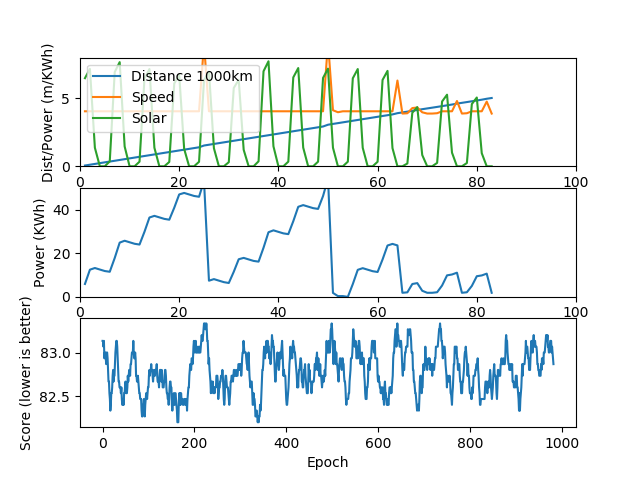 Dist/Power (m/KWh)
5
0
Distance 1000km
Speed
Solar
0 20 40 60 80 100
Power (KWh)
40
20
0
0 20 40 60 80 100
Score (lower is better)
83.0
82.5
0 200 400 600 800 1000
Epoch